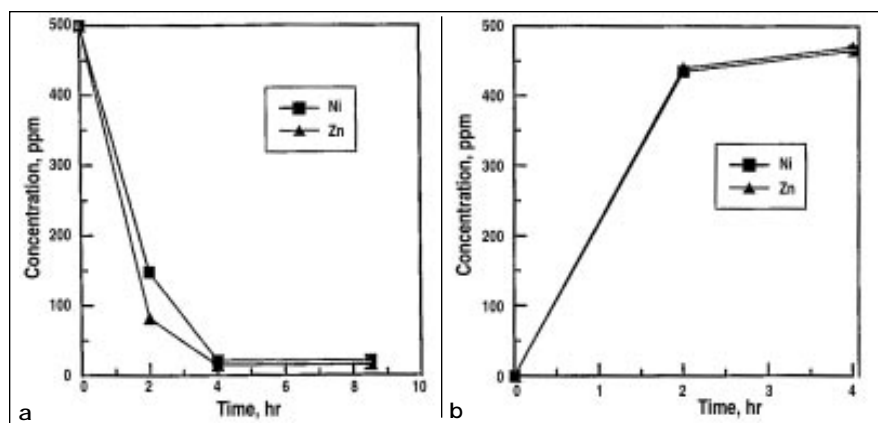 500
400
300
200
100
0
Concentration, ppm
Ni
Zn
0 2 4 6 8 10
Time, hr
a
500
400
300
200
100
0
Concentration, ppm
Ni
Zn
0 1 2 3 4
Time, hr
b